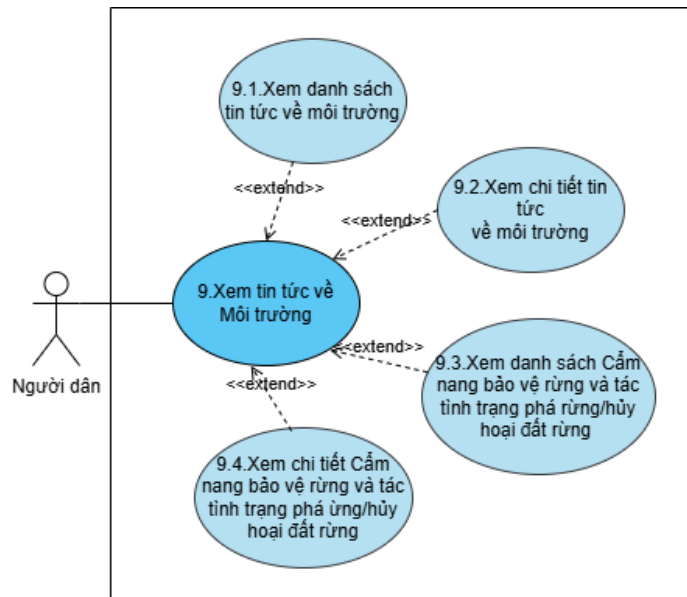 9.1.Xem danh sách
tin tức về môi trường
<<extend>>
9.2.Xem chi tiết tin
tức
về môi trường
<<extend>>
9.Xem tin tức về
Môi trường
Người dân
<<extend>>
9.3.Xem danh sách Cẩm
nang bảo vệ rừng và tác
tình trạng phá rừng/hủy
hoại đất rừng
<<extend>>
9.4.Xem chi tiết Cẩm
nang bảo vệ rừng và tác
tình trạng phá ừng/hủy
hoại đất rừng